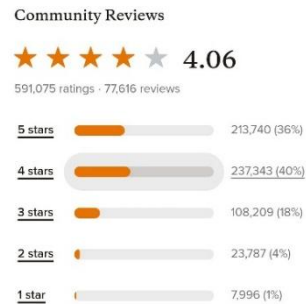 Community Reviews
4.06
591,075 ratings · 77,616 reviews
5 stars 213,740 (36%)
4 stars 237,343 (40%)
3 stars 108,209 (18%)
2 stars 23,787 (4%)
1 star 7,996 (1%)